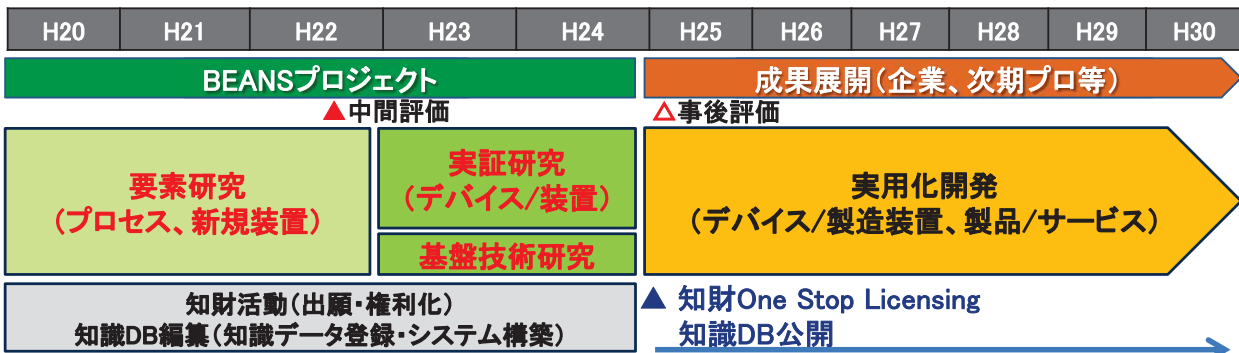 H20 H21 H22 H23 H24 H25 H26 H27 H28 H29 H30
BEANSプロジェクト
成果展開(企業、次期プロ等)
▲中間評価
△事後評価
要素研究
(プロセス、新規装置)
実証研究
(デバイス/装置)
基盤技術研究
実用化開発
(デバイス/製造装置、製品/サービス)
知財活動(出願・権利化)
知識DB編纂(知識データ登録・システム構築)
▲ 知財One Stop Licensing
知識DB公開